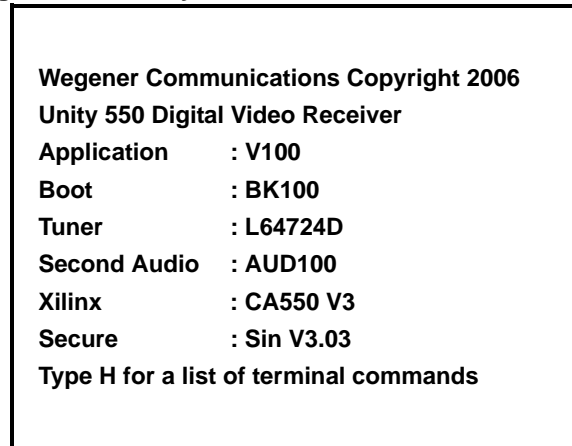 Wegener Communications Copyright 2006
Unity 550 Digital Video Receiver
Application : V100
Boot : BK100
Tuner : L64724D
Second Audio : AUD100
Xilinx : CA550 V3
Secure : Sin V3.03
Type H for a list of terminal commands